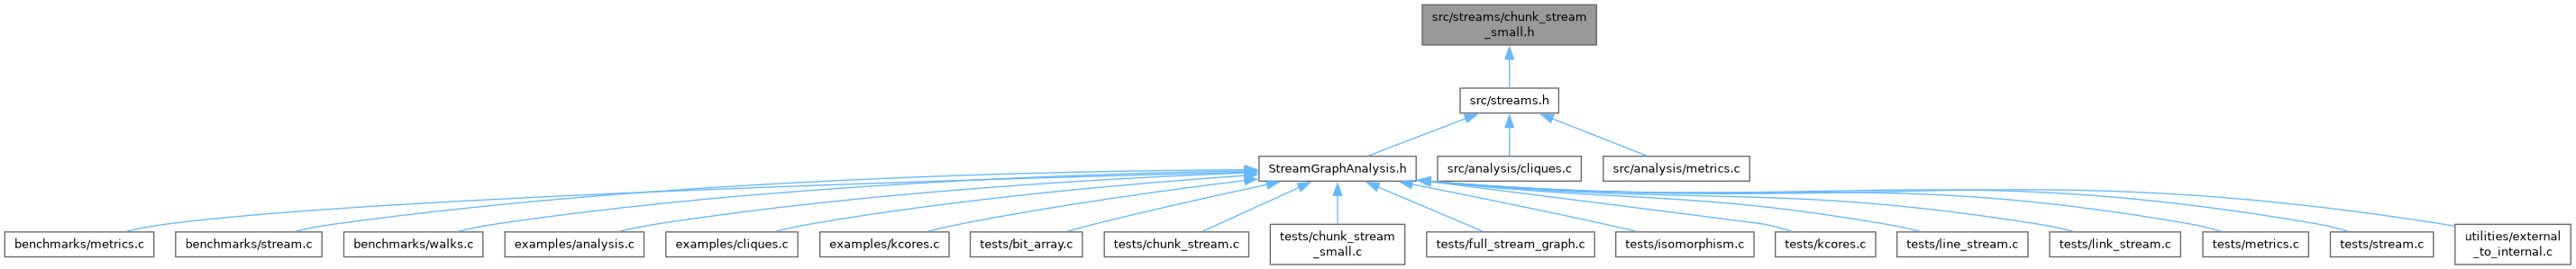 src/streams/chunk_stream
_small.h
src/streams.h
StreamGraphAnalysis.h
src/analysis/cliques.c
src/analysis/metrics.c
benchmarks/metrics.c
benchmarks/stream.c
benchmarks/walks.c
examples/analysis.c
examples/cliques.c
examples/kcores.c
tests/bit_array.c
tests/chunk_stream.c
tests/chunk_stream
_small.c
tests/full_stream_graph.c
tests/isomorphism.c
tests/kcores.c
tests/line_stream.c
tests/link_stream.c
tests/metrics.c
tests/stream.c
utilities/external
_to_internal.c